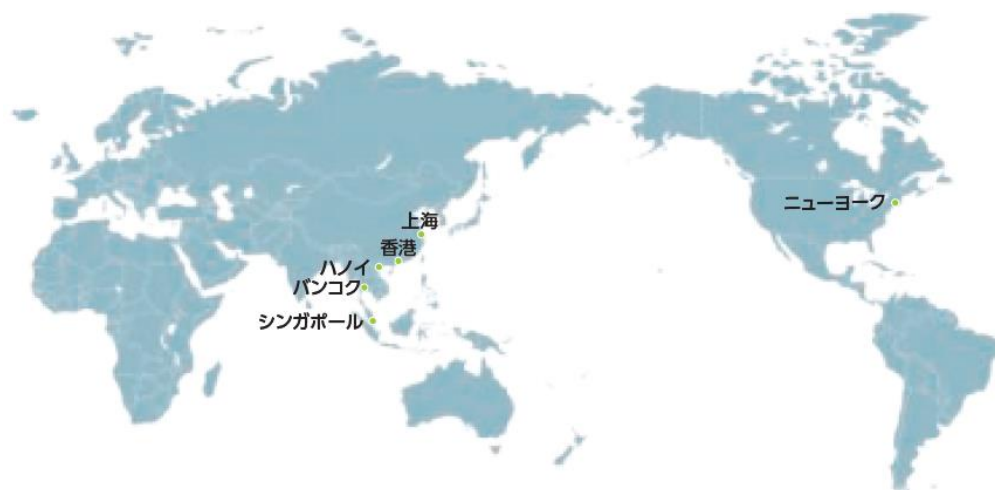 ニューヨーク
上海
香港
ハノイ
バンコク
シンガポール